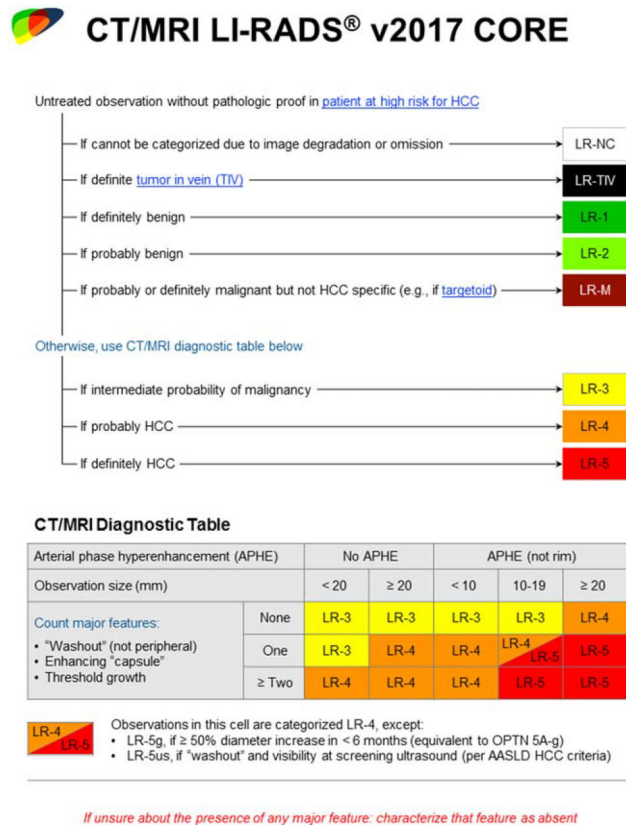 CT/MRI LI-RADS® v2017 CORE
Untreated observation without pathologic proof in patient at high risk for HCC
If cannot be categorized due to image degradation or omission LR-NC
If definite tumor in vein (TIV) LR-TIV
If definitely benign LR-1
If probably benign LR-2
If probably or definitely malignant but not HCC specific (e.g., if targetoid) LR-M
Otherwise, use CT/MRI diagnostic table below
If intermediate probability of malignancy LR-3
If probably HCC LR-4
If definitely HCC LR-5
CT/MRI Diagnostic Table
Arterial phase hyperenhancement (APHE) No APHE APHE (not rim)
Observation size (mm) < 20 ≥ 20 < 10 10-19 ≥ 20
Count major features:
• "Washout" (not peripheral)
• Enhancing "capsule"
• Threshold growth
None LR-3 LR-3 LR-3 LR-3 LR-4
One LR-3 LR-4 LR-4 LR-4 LR-5 LR-5
≥ Two LR-4 LR-4 LR-4 LR-5 LR-5
LR-4 LR-5
Observations in this cell are categorized LR-4, except:
• LR-5g, if ≥ 50% diameter increase in < 6 months (equivalent to OPTN 5A-g)
• LR-5us, if "washout" and visibility at screening ultrasound (per AASLD HCC criteria)
If unsure about the presence of any major feature: characterize that feature as absent